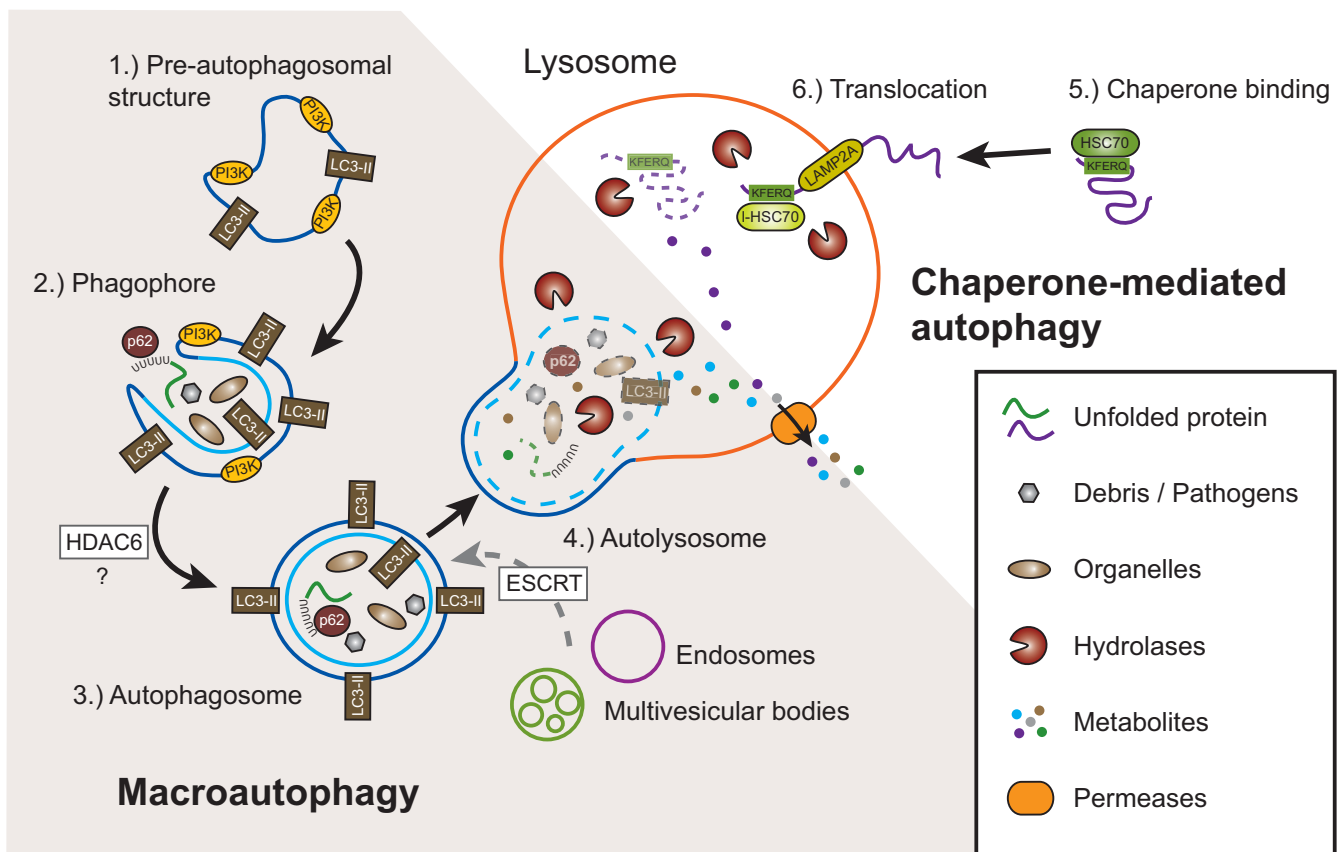 1.) Pre-autophagosomal
structure
PI3K
LC3-II
PI3K
PI3K
LC3-II
2.) Phagophore
p62
UUUUU
PI3K
LC3-II
LC3-II
LC3-II
LC3-II
PI3K
HDAC6
?
LC3-II
LC3-II
LC3-II
LC3-II
UUUUU
p62
LC3-II
3.) Autophagosome
4.) Autolysosome
ESCRT
Endosomes
Multivesicular bodies
Macroautophagy
Lysosome
p62
LC3-II
UUUUU
KFERQ
KFERQ
l-HSC70
LAMP2A
6.) Translocation
5.) Chaperone binding
HSC70
KFERQ
Chaperone-mediated
autophagy
Unfolded protein
Debris / Pathogens
Organelles
Hydrolases
Metabolites
Permeases